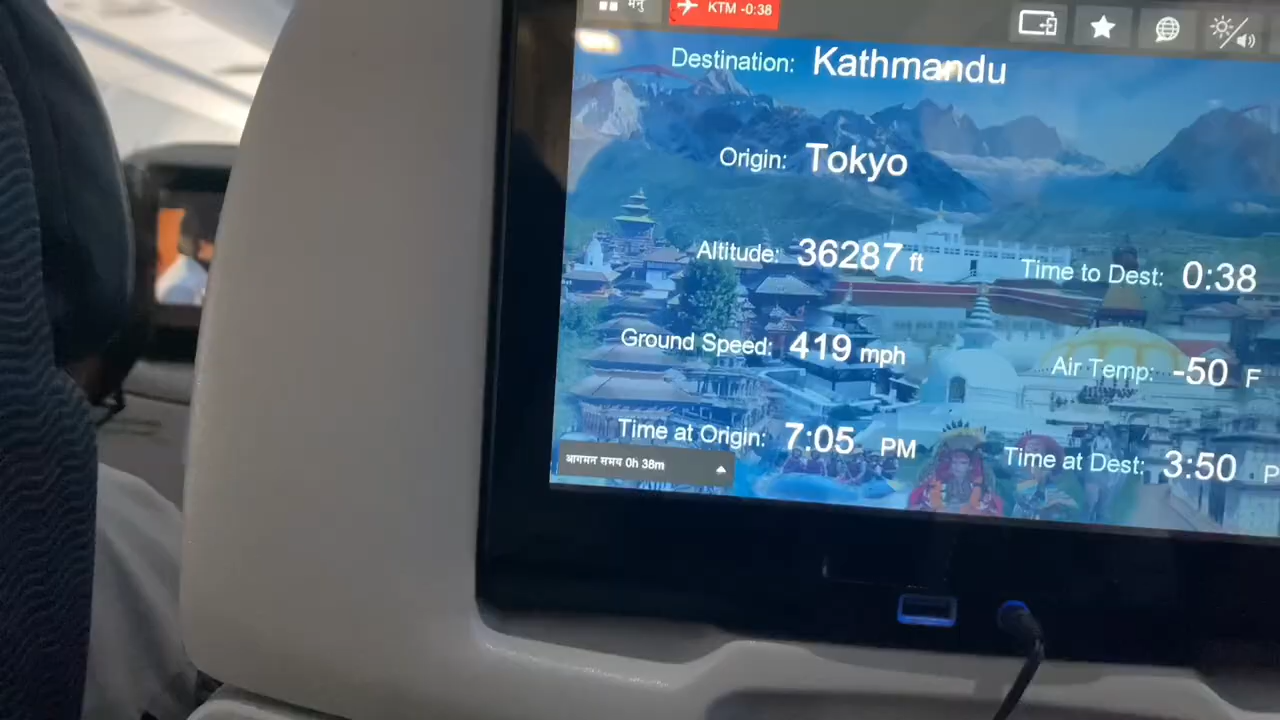 मेनु
KTM -0:38
Destination: Kathmandu
Origin: Tokyo
Altitude: 36287 ft
Time to Dest: 0:38
Ground Speed: 419 mph
Air Temp: -50 F
Time at Origin: 7:05 PM
Time at Dest: 3:50 P
आगमन समय 0h 38m